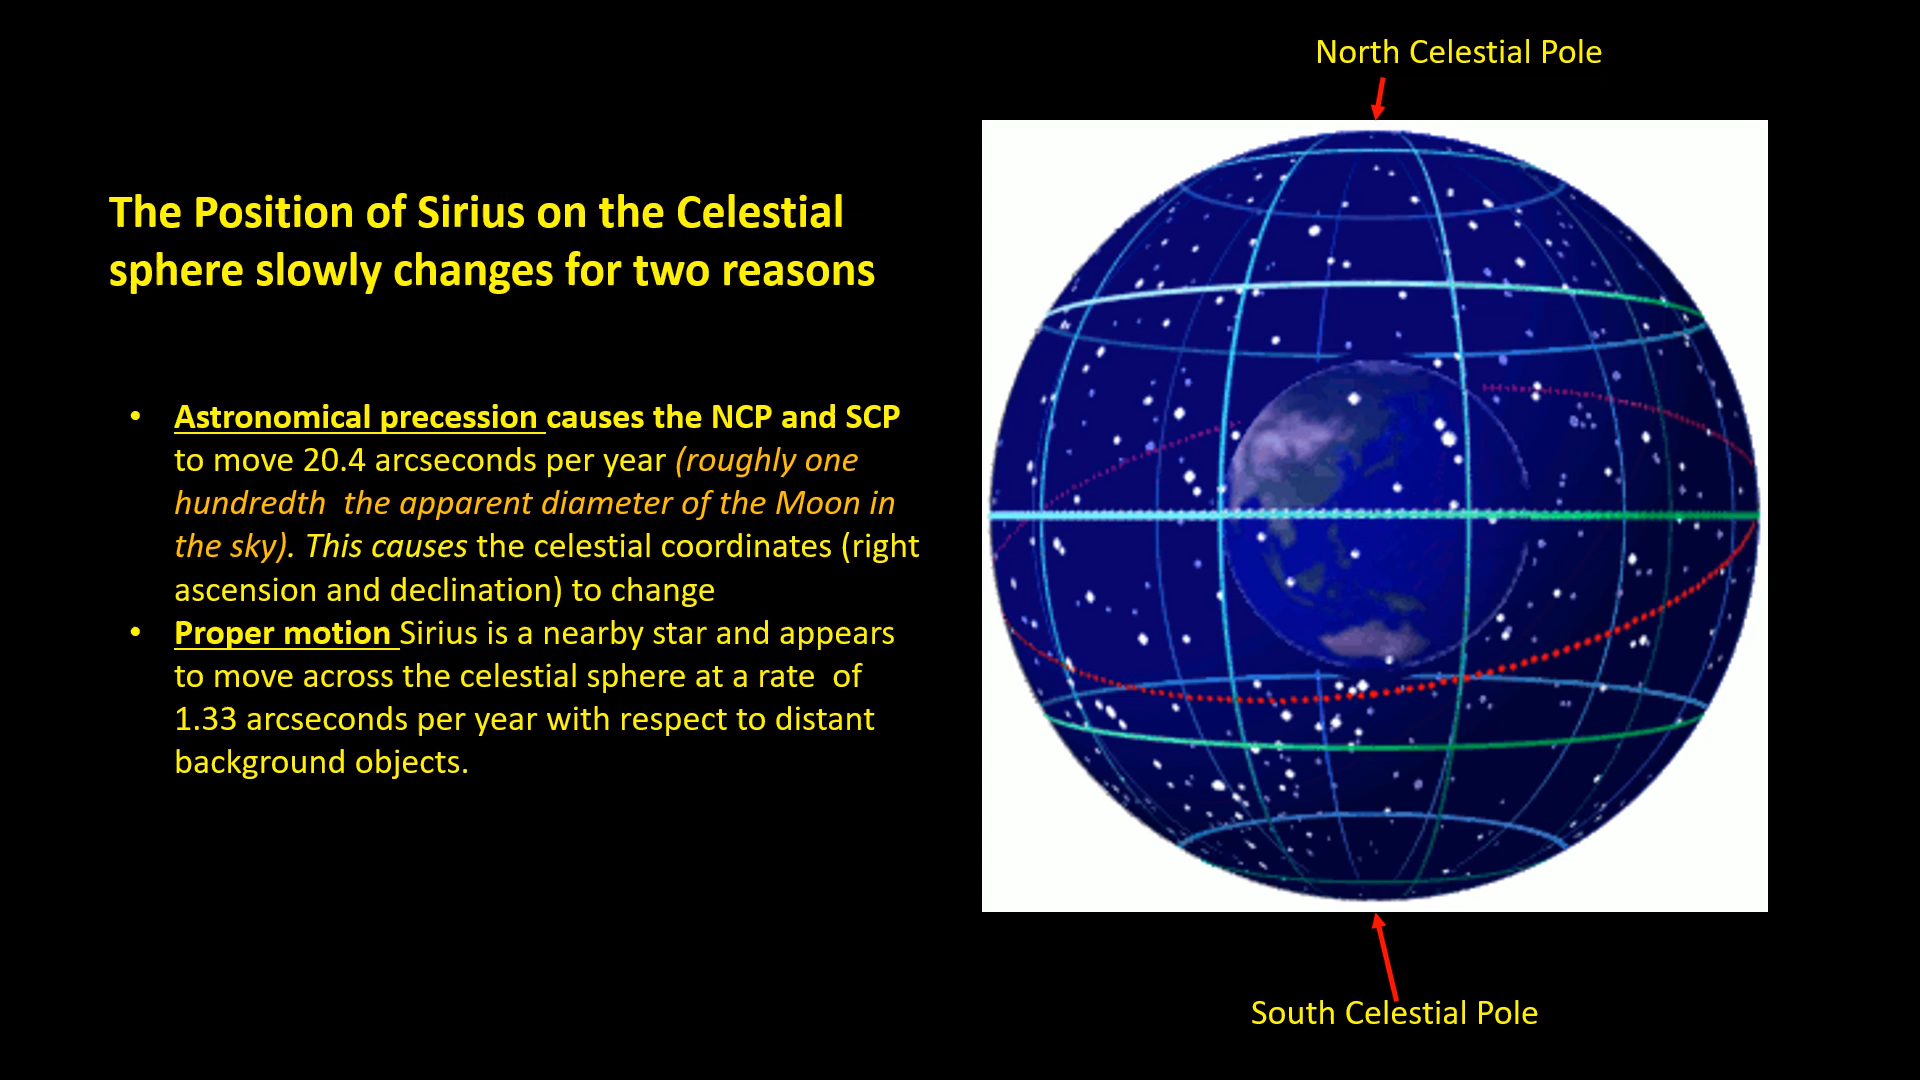 North Celestial Pole
The Position of Sirius on the Celestial
sphere slowly changes for two reasons
• Astronomical precession causes the NCP and SCP
to move 20.4 arcseconds per year (roughly one
hundredth the apparent diameter of the Moon in
the sky). This causes the celestial coordinates (right
ascension and declination) to change
• Proper motion Sirius is a nearby star and appears
to move across the celestial sphere at a rate of
1.33 arcseconds per year with respect to distant
background objects.
South Celestial Pole